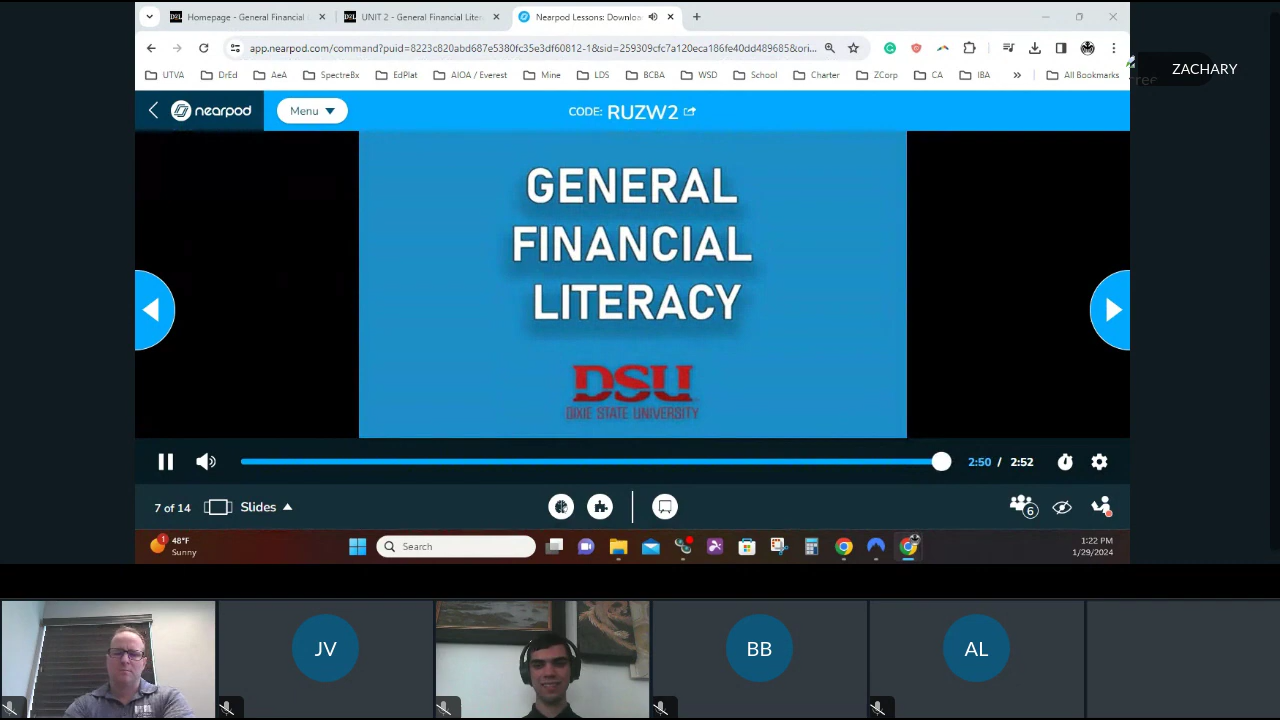 Homepage - General Financial
UNIT 2 - General Financial Liter
Nearpod Lessons: Downloa
app.nearpod.com/command?puid=8223c820abd687e5380fc35e3df60812-1&sid=259309cfc7a120eca186fe40dd489685&ori...
UTVA
DrEd
AeA
SpectreBx
EdPlat
AIOA / Everest
Mine
LDS
BCBA
WSD
School
Charter
ZCorp
CA
IBA
»
All Bookmarks
ZACHARY
nearpod
Menu
CODE: RUZW2
GENERAL
FINANCIAL
LITERACY
DSU
DIXIE STATE UNIVERSITY
2:50 / 2:52
7 of 14
Slides
6
1
48°F
Sunny
Search
1:22 PM
1/29/2024
JV
BB
AL